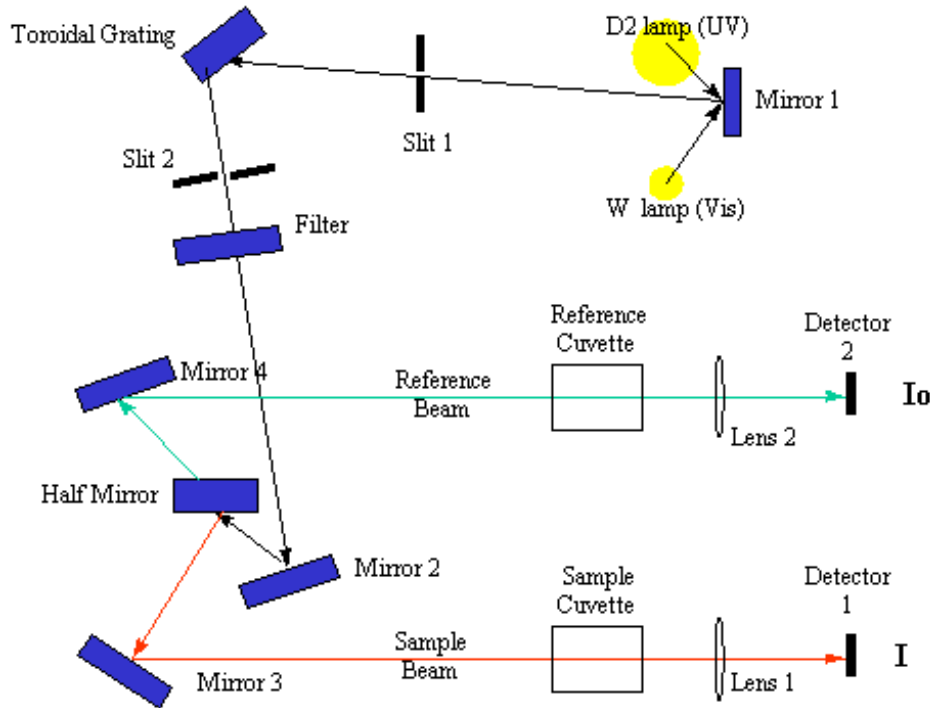 Toroidal Grating
D2 lamp (UV)
Mirror 1
Slit 1
Slit 2
W lamp (Vis)
Filter
Reference
Cuvette
Detector
2
Mirror 4
Reference
Beam
Io
Lens 2
Half Mirror
Mirror 2
Sample
Cuvette
Detector
1
Sample
Beam
I
Mirror 3
Lens 1